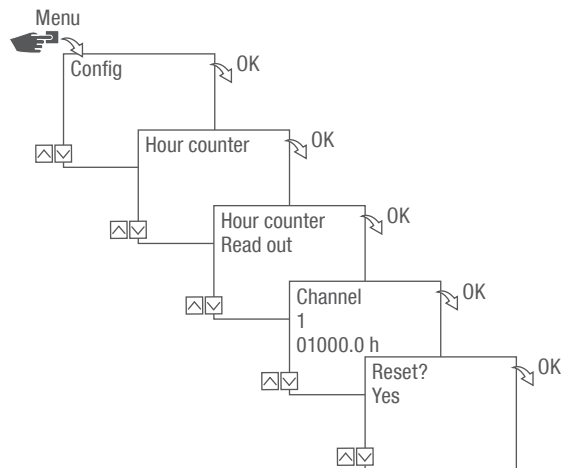 Menu
Config
OK
Hour counter
OK
Hour counter
Read out
OK
Channel
1
01000.0 h
OK
Reset?
Yes
OK